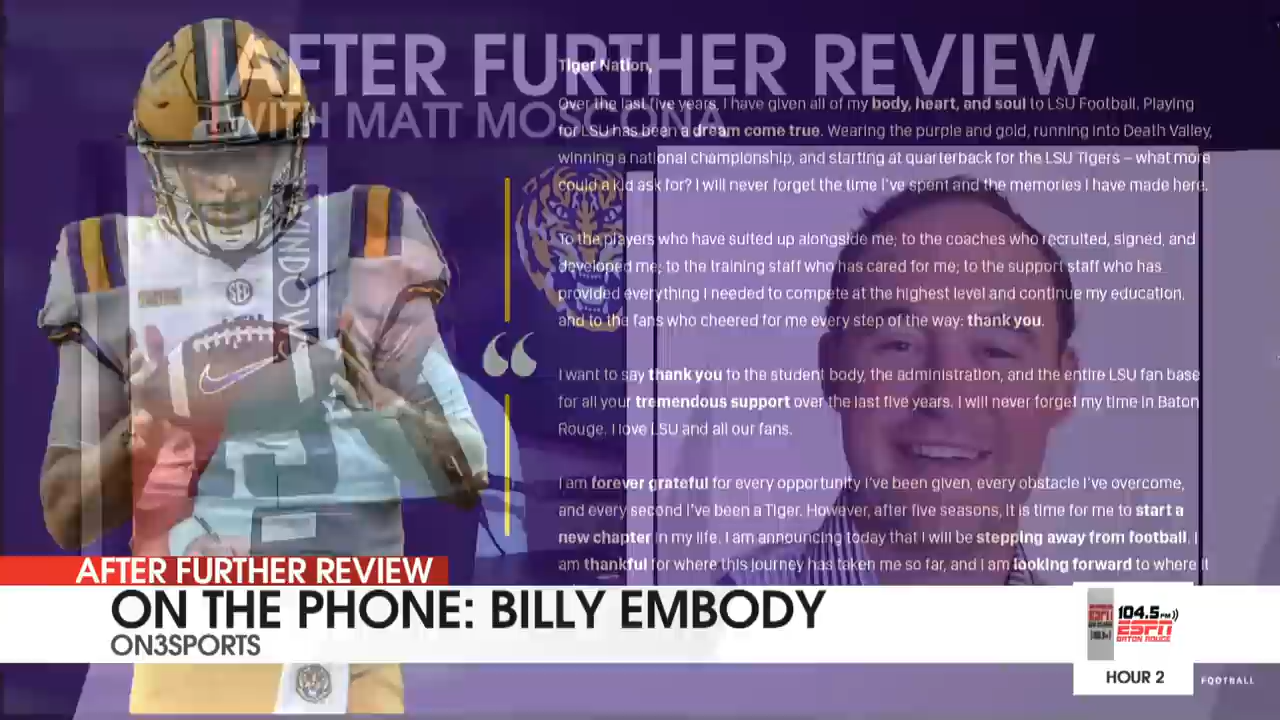 AFTER FURTHER REVIEW
WITH MATT MOSCONA
Tiger Nation,
Over the last five years, I have given all of my body, heart, and soul to LSU Football. Playing
for LSU has been a dream come true. Wearing the purple and gold, running into Death Valley,
winning a national championship, and starting at quarterback for the LSU Tigers – what more
could a kid ask for? I will never forget the time I've spent and the memories I have made here.
To the players who have suited up alongside me; to the coaches who recruited, signed, and
developed me; to the training staff who has cared for me; to the support staff who has
provided everything I needed to compete at the highest level and continue my education,
and to the fans who cheered for me every step of the way: thank you.
I want to say thank you to the student body, the administration, and the entire LSU fan base
for all your tremendous support over the last five years. I will never forget my time in Baton
Rouge. I love LSU and all our fans.
I am forever grateful for every opportunity I've been given, every obstacle I've overcome,
and every second I've been a Tiger. However, after five seasons, it is time for me to start a
new chapter in my life. I am announcing today that I will be stepping away from football. I
am thankful for where this journey has taken me so far, and I am looking forward to where it
SEC
AFTER FURTHER REVIEW
ON THE PHONE: BILLY EMBODY
ON3SPORTS
104.5 FM
ESPN
BATON ROUGE
HOUR 2
FOOTBALL